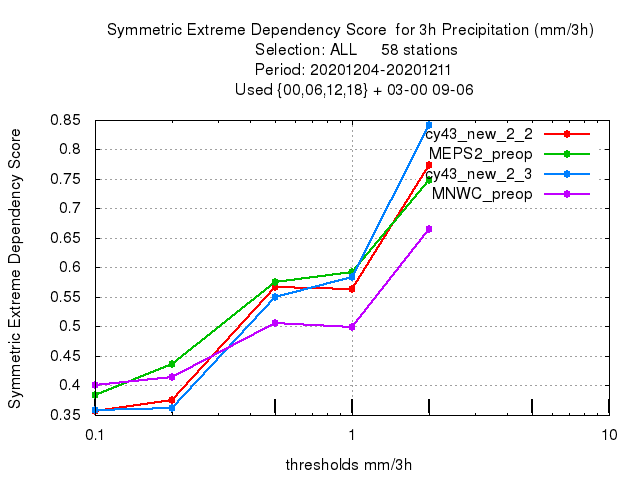 Symmetric Extreme Dependency Score  for 3h Precipitation (mm/3h)
Selection: ALL     58 stations
Period: 20201204-20201211
Used {00,06,12,18} + 03-00 09-06
Symmetric Extreme Dependency Score
0.85
0.8
0.75
0.7
0.65
0.6
0.55
0.5
0.45
0.4
0.35
cy43_new_2_2
MEPS2_preop
cy43_new_2_3
MNWC_preop
0.1
1
10
thresholds mm/3h